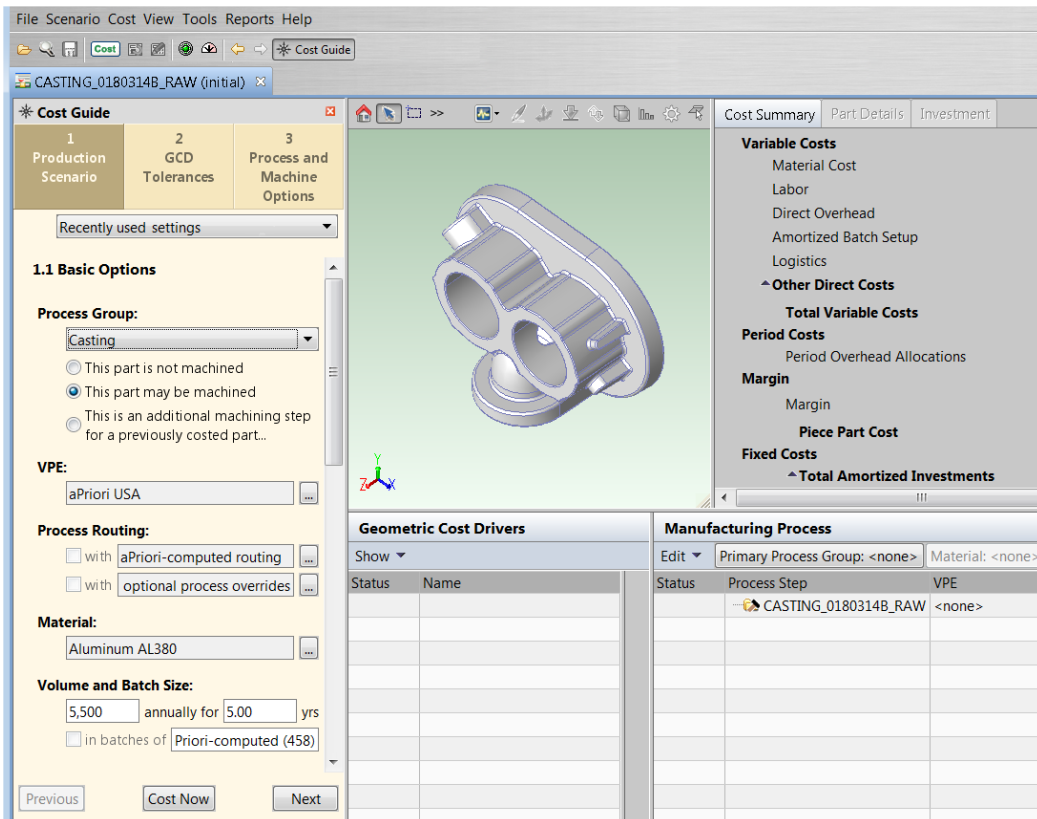 File Scenario Cost View Tools Reports Help
Cost
Cost Guide
CASTING_0180314B_RAW (initial)
Cost Guide
1
Production
Scenario
2
GCD
Tolerances
3
Process and
Machine
Options
Recently used settings
1.1 Basic Options
Process Group:
Casting
This part is not machined
This part may be machined
This is an additional machining step
for a previously costed part...
VPE:
aPriori USA
...
Process Routing:
with aPriori-computed routing ...
with optional process overrides ...
Material:
Aluminum AL380 ...
Volume and Batch Size:
5,500 annually for 5.00 yrs
in batches of Priori-computed (458)
Previous Cost Now Next
>>
Y
Z X
Cost Summary Part Details Investment
Variable Costs
Material Cost
Labor
Direct Overhead
Amortized Batch Setup
Logistics
Other Direct Costs
Total Variable Costs
Period Costs
Period Overhead Allocations
Margin
Margin
Piece Part Cost
Fixed Costs
Total Amortized Investments
Geometric Cost Drivers
Show
Status Name
Manufacturing Process
Edit Primary Process Group: <none> Material: <none>
Status Process Step VPE
CASTING_0180314B_RAW <none>